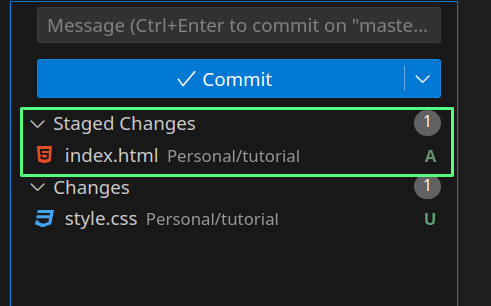 Message (Ctrl+Enter to commit on "maste...
Commit
Staged Changes 1
index.html Personal/tutorial A
Changes 1
style.css Personal/tutorial U